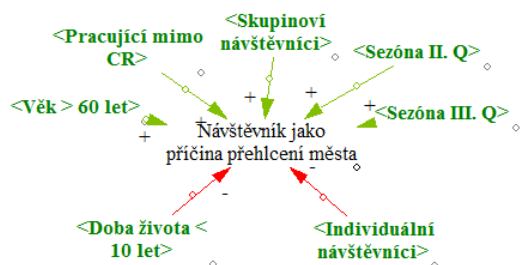 <Skupinoví
návštěvníci>
<Pracující mimo
CR>
<Sezóna II. Q>
<Věk > 60 let>
<Sezóna III. Q>
+
+
+
+
+
Návštěvník jako
příčina přehlcení města
-
-
<Doba života <
10 let>
<Individuální
návštěvníci>